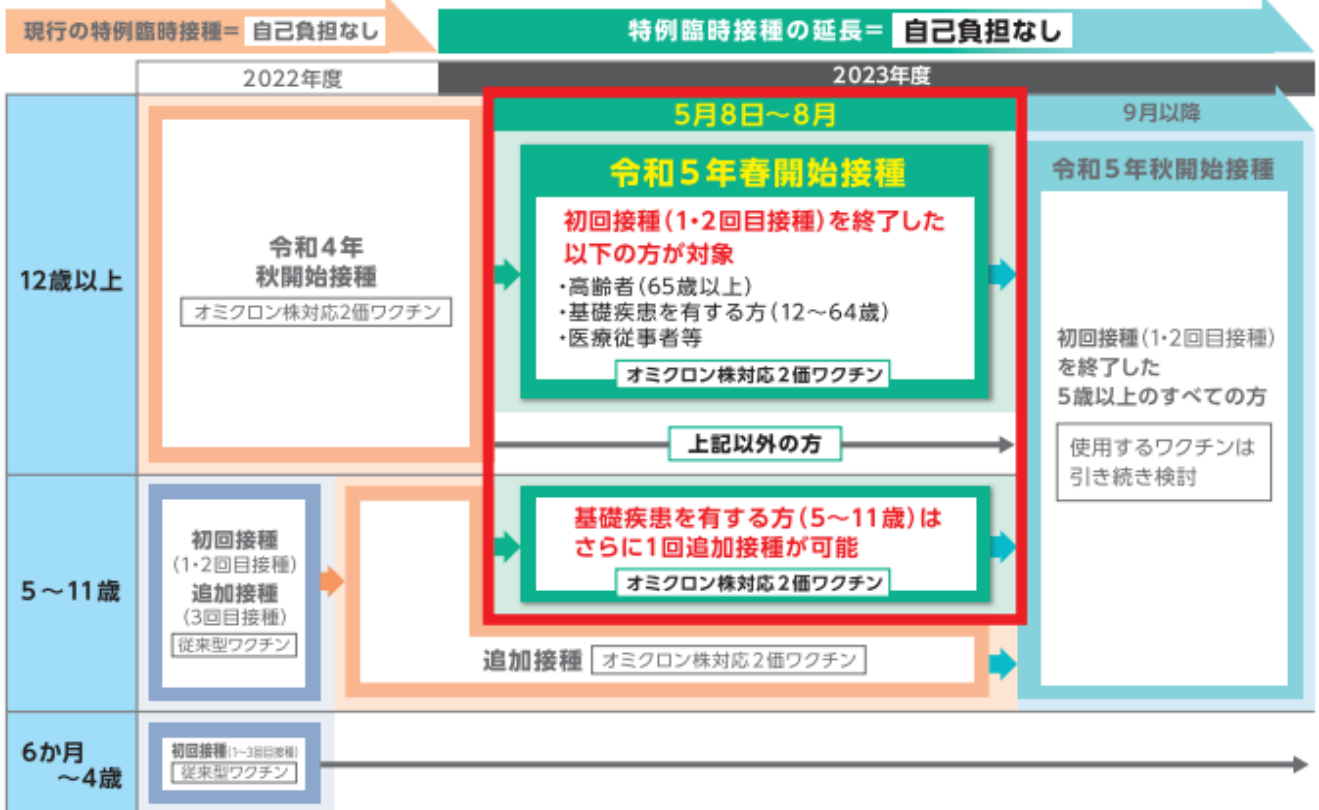 現行の特例臨時接種= 自己負担なし
特例臨時接種の延長= 自己負担なし
2022年度
2023年度
5月8日～8月
9月以降
12歳以上
令和4年
秋開始接種
オミクロン株対応2価ワクチン
令和5年春開始接種
初回接種(1・2回目接種)を終了した
以下の方が対象
・高齢者(65歳以上)
・基礎疾患を有する方(12～64歳)
・医療従事者等
オミクロン株対応2価ワクチン
上記以外の方
令和5年秋開始接種
初回接種(1・2回目接種)
を終了した
5歳以上のすべての方
使用するワクチンは
引き続き検討
5～11歳
初回接種
(1・2回目接種)
追加接種
(3回目接種)
従来型ワクチン
基礎疾患を有する方(5～11歳)は
さらに1回追加接種が可能
オミクロン株対応2価ワクチン
追加接種 オミクロン株対応2価ワクチン
6か月
～4歳
初回接種(1～3回目接種)
従来型ワクチン